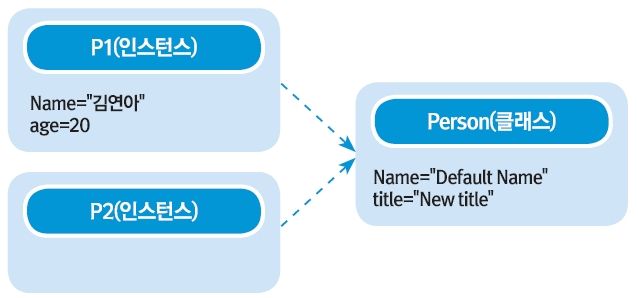 P1(인스턴스)
Name="김연아"
age=20
P2(인스턴스)
Person(클래스)
Name="Default Name"
title="New title"